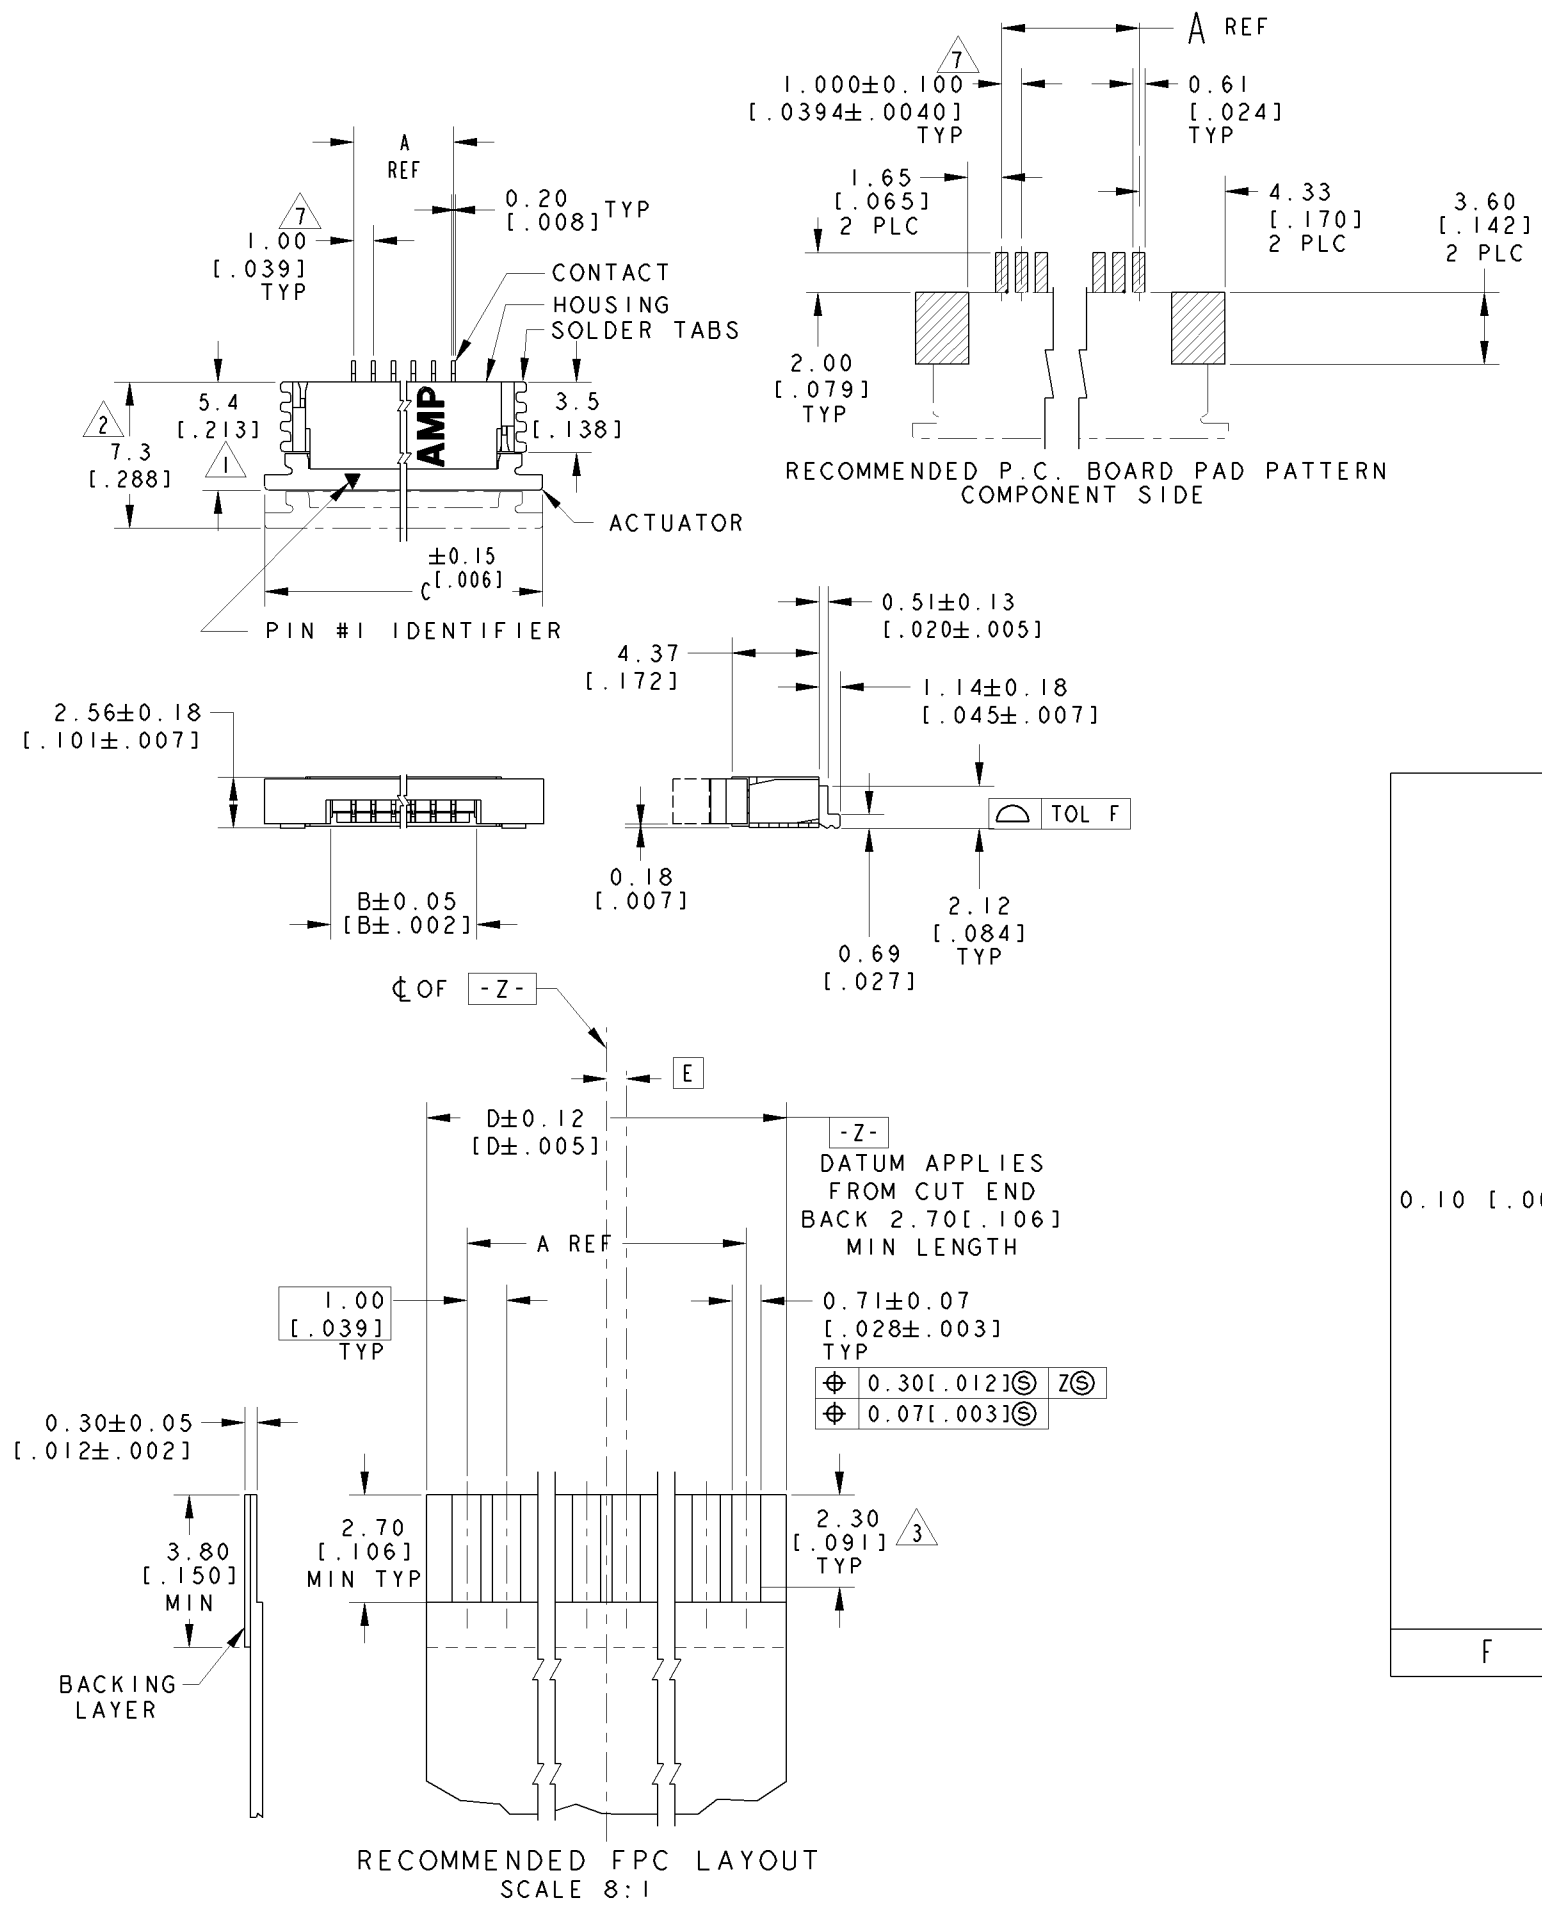 A REF
7
1.000±0.100
[.0394±.0040]
TYP
0.61
[.024]
TYP
1.65
[.065]
2 PLC
4.33
[.170]
2 PLC
3.60
[.142]
2 PLC
2.00
[.079]
TYP
RECOMMENDED P.C. BOARD PAD PATTERN
COMPONENT SIDE
A
REF
0.20
[.008]
TYP
7
1.00
[.039]
TYP
CONTACT
HOUSING
SOLDER TABS
5.4
[.213]
3.5
[.138]
2
7.3
[.288]
1
AMP
ACTUATOR
±0.15
C [.006]
PIN #1 IDENTIFIER
0.51±0.13
[.020±.005]
4.37
[.172]
1.14±0.18
[.045±.007]
2.56±0.18
[.101±.007]
TOL F
0.18
[.007]
B±0.05
[B±.002]
2.12
[.084]
TYP
0.69
[.027]
℄ OF -Z-
E
D±0.12
[D±.005]
-Z-
DATUM APPLIES
FROM CUT END
BACK 2.70[.106]
MIN LENGTH
A REF
1.00
[.039]
TYP
0.71±0.07
[.028±.003]
TYP
⌖ 0.30[.012]Ⓢ ZⓈ
⌖ 0.07[.003]Ⓢ
0.30±0.05
[.012±.002]
3.80
[.150]
MIN
2.70
[.106]
MIN TYP
2.30
[.091]
TYP
3
BACKING
LAYER
RECOMMENDED FPC LAYOUT
SCALE 8:1
0.10 [.00
F